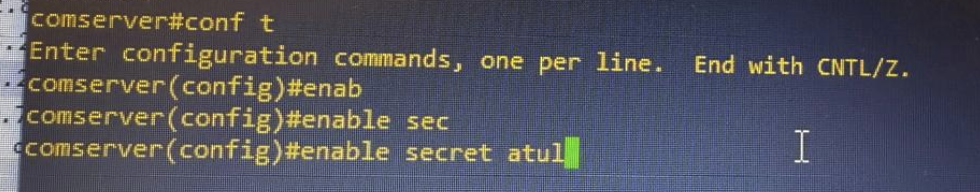 comserver#conf t
Enter configuration commands, one per line.  End with CNTL/Z.
comserver(config)#enab
comserver(config)#enable sec
comserver(config)#enable secret atul